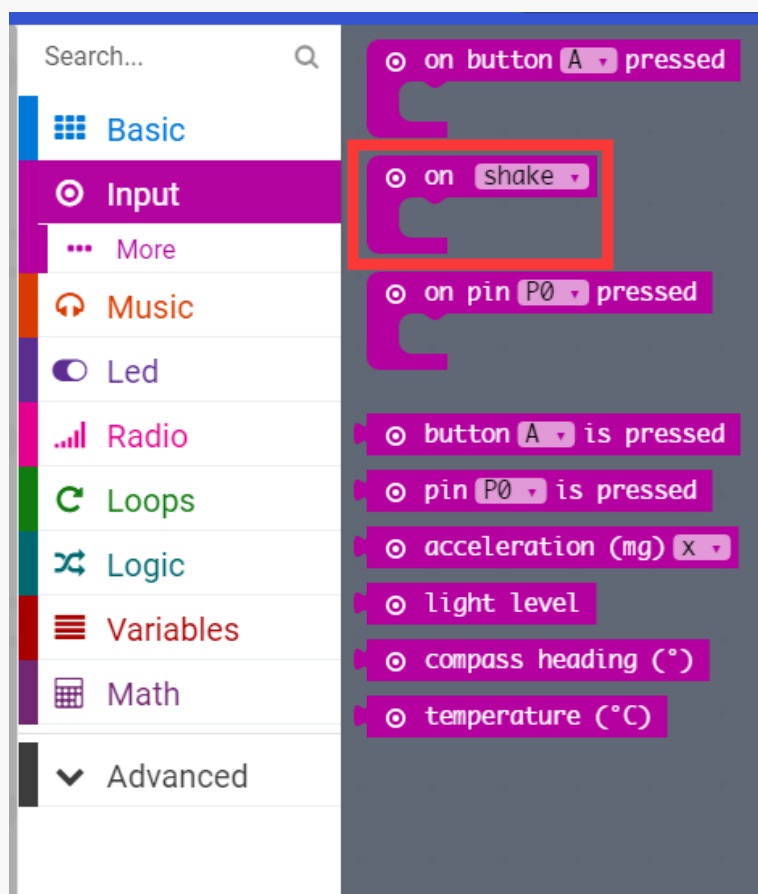 Search...
Basic
Input
More
Music
Led
Radio
Loops
Logic
Variables
Math
Advanced
on button A pressed
on shake
on pin P0 pressed
button A is pressed
pin P0 is pressed
acceleration (mg) x
light level
compass heading (°)
temperature (°C)